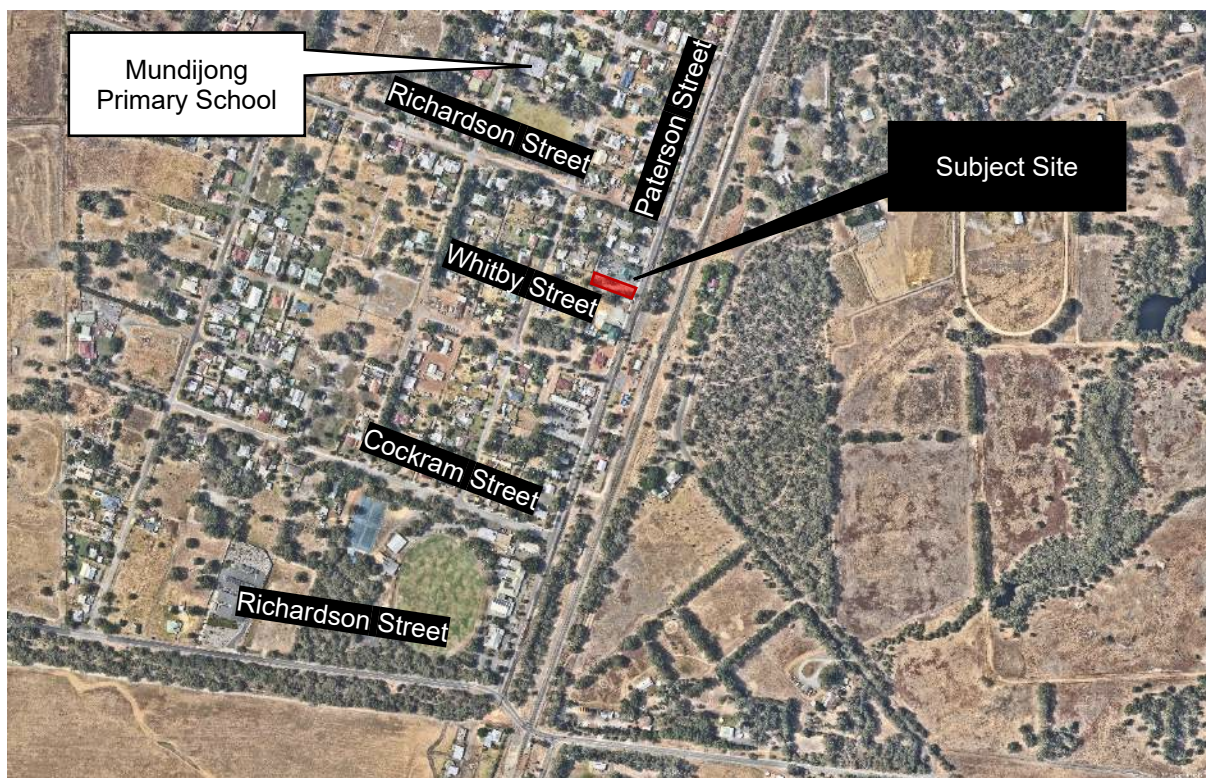 Mundijong
Primary School
Richardson Street
Paterson Street
Subject Site
Whitby Street
Cockram Street
Richardson Street